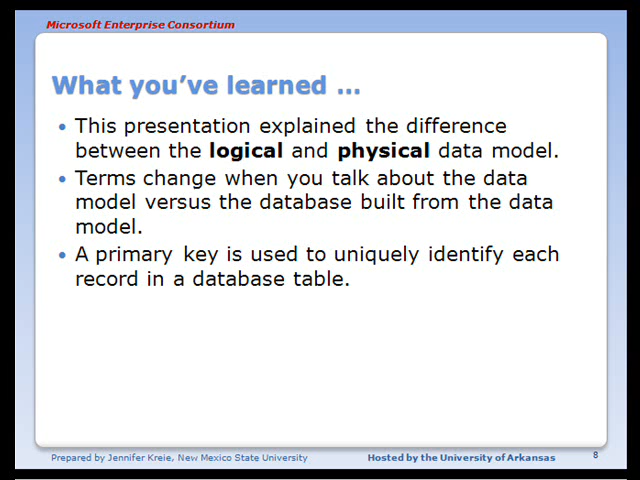 Microsoft Enterprise Consortium
What you've learned ...
• This presentation explained the difference
between the logical and physical data model.
• Terms change when you talk about the data
model versus the database built from the data
model.
• A primary key is used to uniquely identify each
record in a database table.
Prepared by Jennifer Kreie, New Mexico State University
Hosted by the University of Arkansas
8